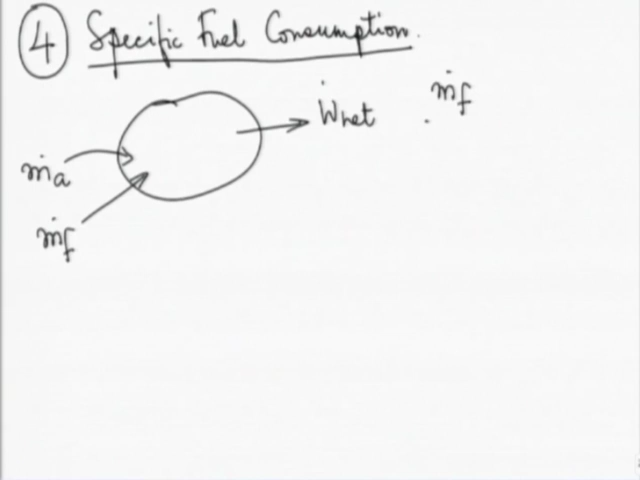 ④ Specific Fuel Consumption.
Ẇnet ṁf
ṁa
ṁf